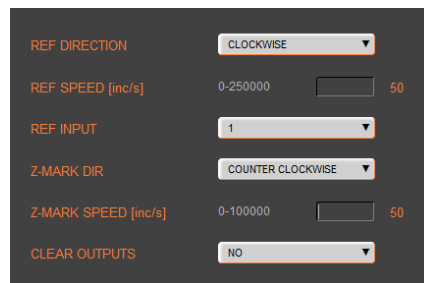 REF DIRECTION CLOCKWISE
REF SPEED [inc/s] 0-250000 50
REF INPUT 1
Z-MARK DIR COUNTER CLOCKWISE
Z-MARK SPEED [inc/s] 0-100000 50
CLEAR OUTPUTS NO